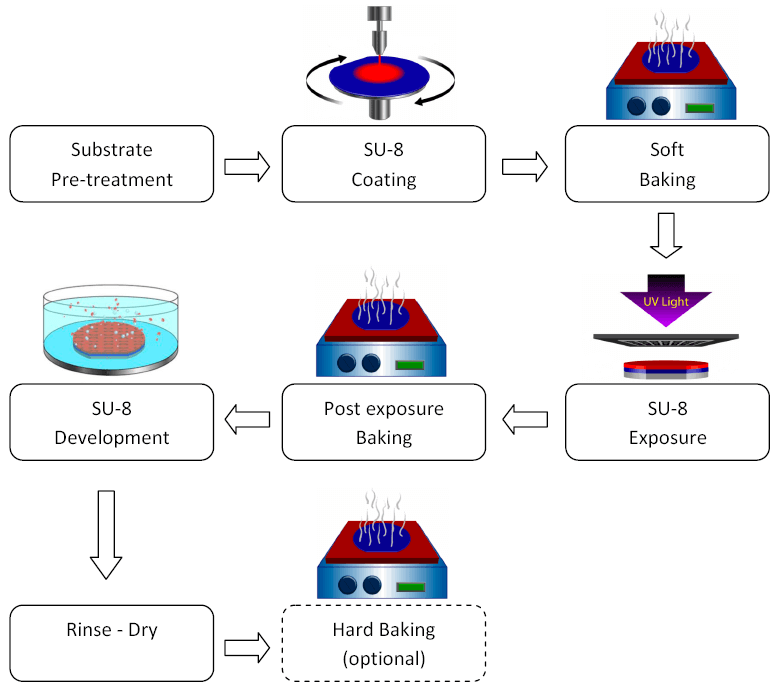 Substrate
Pre-treatment
SU-8
Coating
Soft
Baking
UV Light
SU-8
Exposure
Post exposure
Baking
SU-8
Development
Rinse - Dry
Hard Baking
(optional)